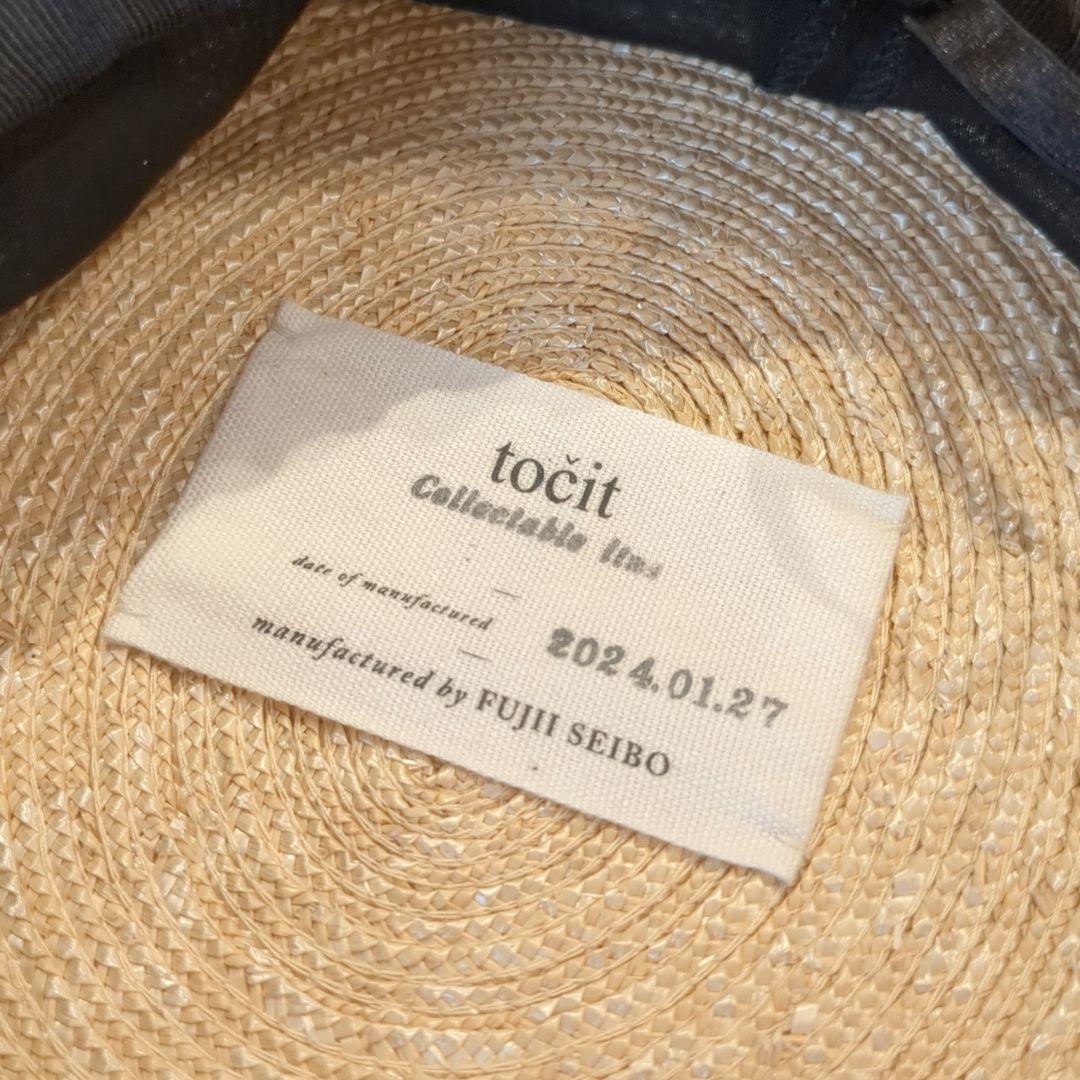 točit
Collectable Item
date of manufactured
2024.01.27
manufactured by FUJII SEIBO